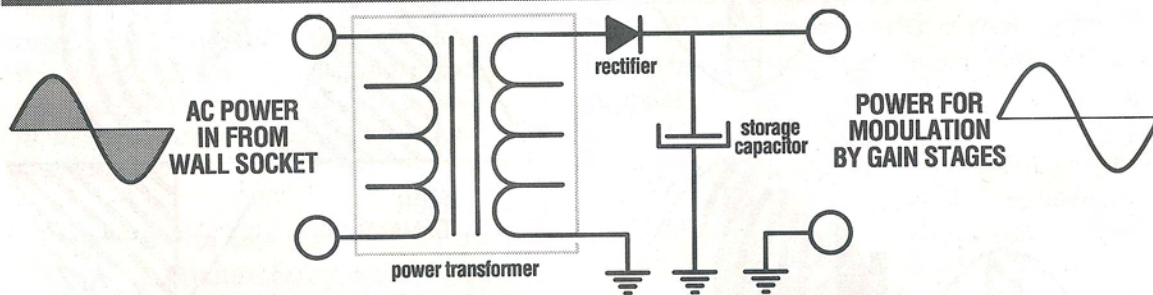 AC POWER
IN FROM
WALL SOCKET
power transformer
rectifier
storage
capacitor
POWER FOR
MODULATION
BY GAIN STAGES